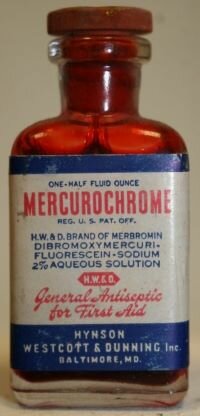 ONE-HALF FLUID OUNCE
MERCUROCHROME
REG. U. S. PAT. OFF.
H.W. & D. BRAND OF MERBROMIN
DIBROMOXYMERCURI-
FLUORESCEIN-SODIUM
2% AQUEOUS SOLUTION
H.W.&D.
General Antiseptic
for First Aid
HYNSON
WESTCOTT & DUNNING Inc.
BALTIMORE, MD.